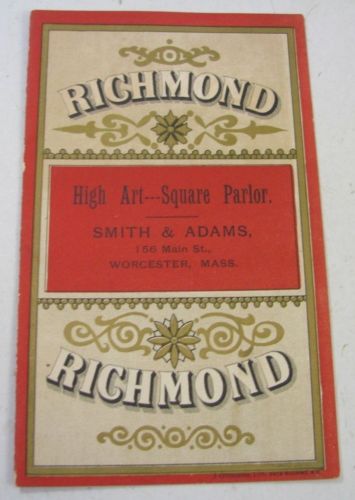 RICHMOND
High Art---Square Parlor.
SMITH & ADAMS,
156 Main St.,
WORCESTER, MASS.
RICHMOND